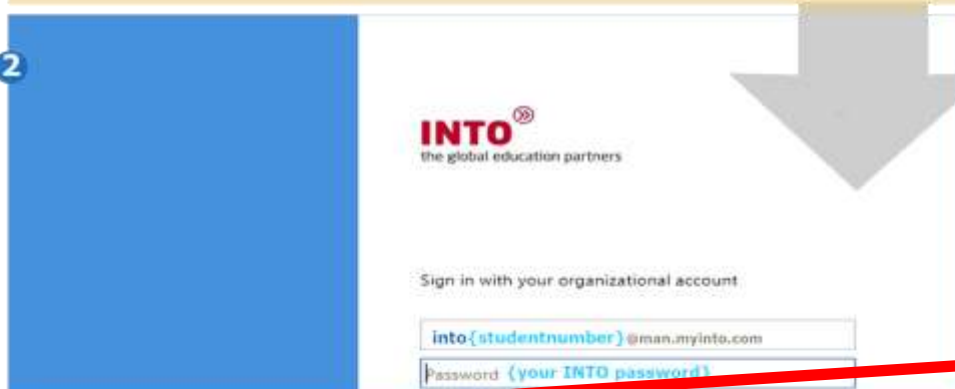 2
INTO
the global education partners
Sign in with your organizational account
into{studentnumber}@man.myinto.com
Password {your INTO password}